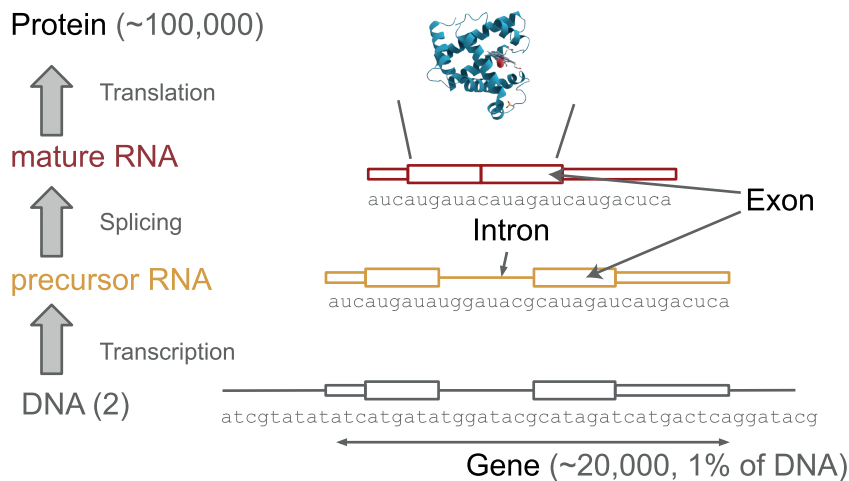 Protein (~100,000)
Translation
mature RNA
aucaugauacauagaucaugacuca
Exon
Splicing
Intron
precursor RNA
aucaugauauggauacgcauagaucaugacuca
Transcription
DNA (2)
atcgtatatatcatgatatggatacgcatagatcatgactcaggatacg
Gene (~20,000, 1% of DNA)